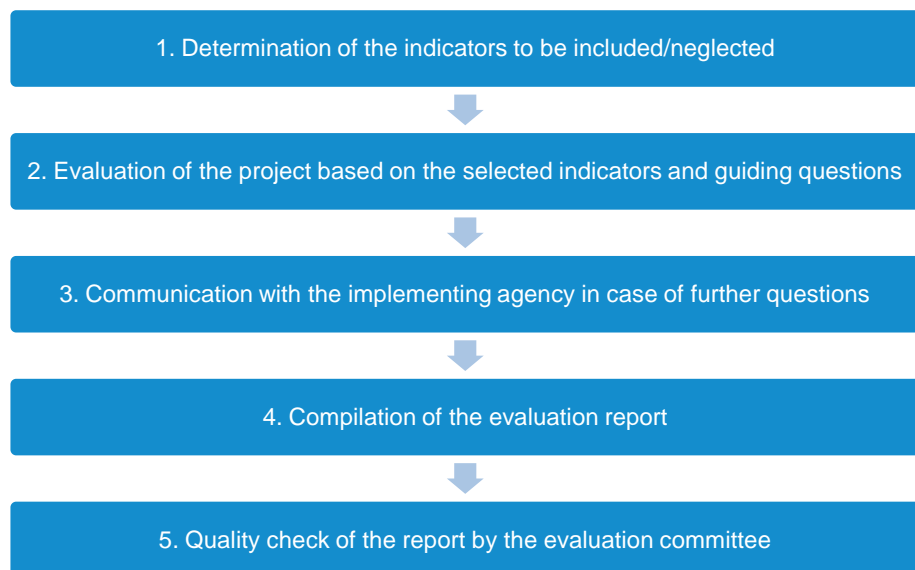 1. Determination of the indicators to be included/neglected
2. Evaluation of the project based on the selected indicators and guiding questions
3. Communication with the implementing agency in case of further questions
4. Compilation of the evaluation report
5. Quality check of the report by the evaluation committee